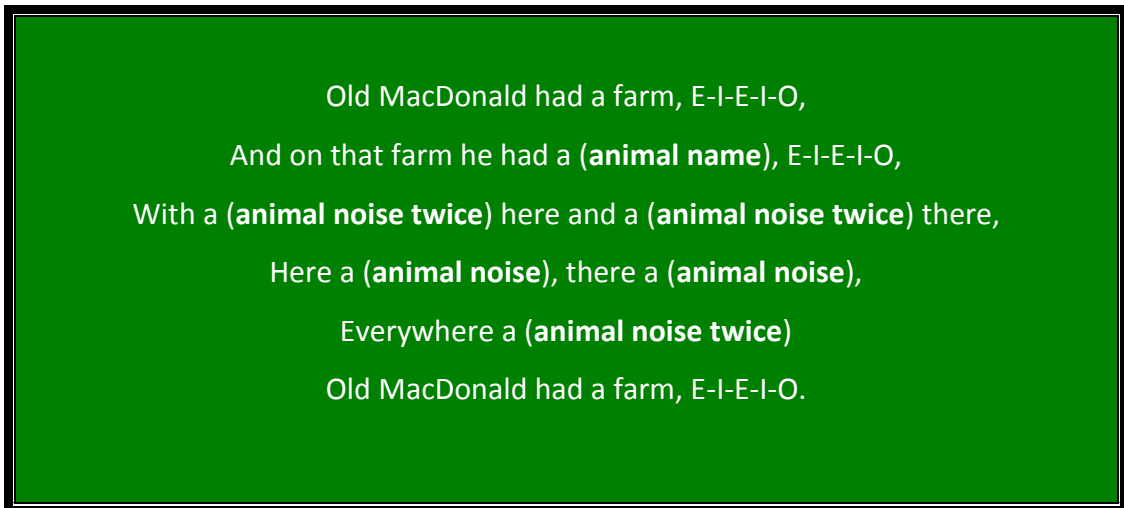 Old MacDonald had a farm, E-I-E-I-O,
And on that farm he had a (animal name), E-I-E-I-O,
With a (animal noise twice) here and a (animal noise twice) there,
Here a (animal noise), there a (animal noise),
Everywhere a (animal noise twice)
Old MacDonald had a farm, E-I-E-I-O.